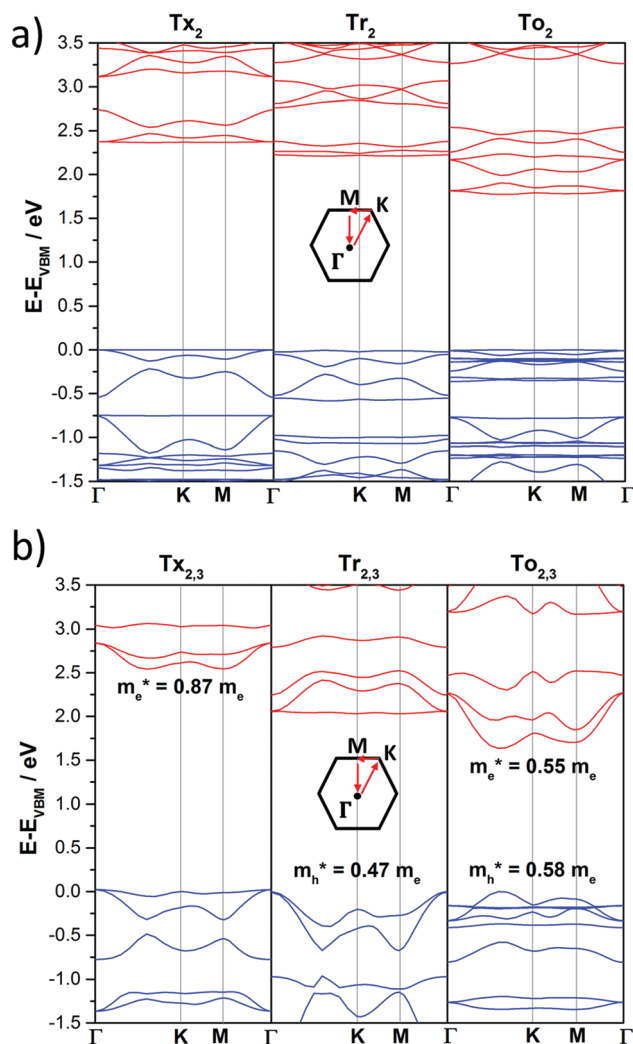 a)
Tx2 Tr2 To2
E-EVBM / eV
3.5
3.0
2.5
2.0
1.5
1.0
0.5
0.0
-0.5
-1.0
-1.5
M K
Γ
Γ K M Γ K M Γ K M Γ
b)
Tx2,3 Tr2,3 To2,3
E-EVBM / eV
3.5
3.0
2.5
2.0
1.5
1.0
0.5
0.0
-0.5
-1.0
-1.5
me* = 0.87 me
M K
Γ
me* = 0.55 me
mh* = 0.47 me
mh* = 0.58 me
Γ K M Γ K M Γ K M Γ